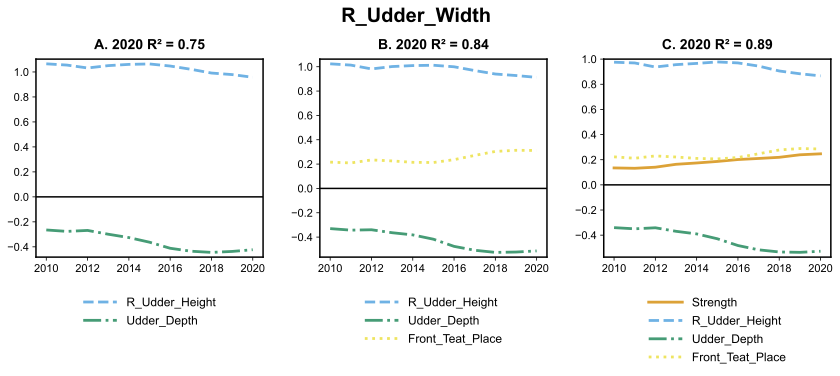 R_Udder_Width
A. 2020 R² = 0.75
B. 2020 R² = 0.84
C. 2020 R² = 0.89
1.0
0.8
0.6
0.4
0.2
0.0
−0.2
−0.4
2010 2012 2014 2016 2018 2020
R_Udder_Height
Udder_Depth
1.0
0.8
0.6
0.4
0.2
0.0
−0.2
−0.4
2010 2012 2014 2016 2018 2020
R_Udder_Height
Udder_Depth
Front_Teat_Place
1.0
0.8
0.6
0.4
0.2
0.0
−0.2
−0.4
2010 2012 2014 2016 2018 2020
Strength
R_Udder_Height
Udder_Depth
Front_Teat_Place